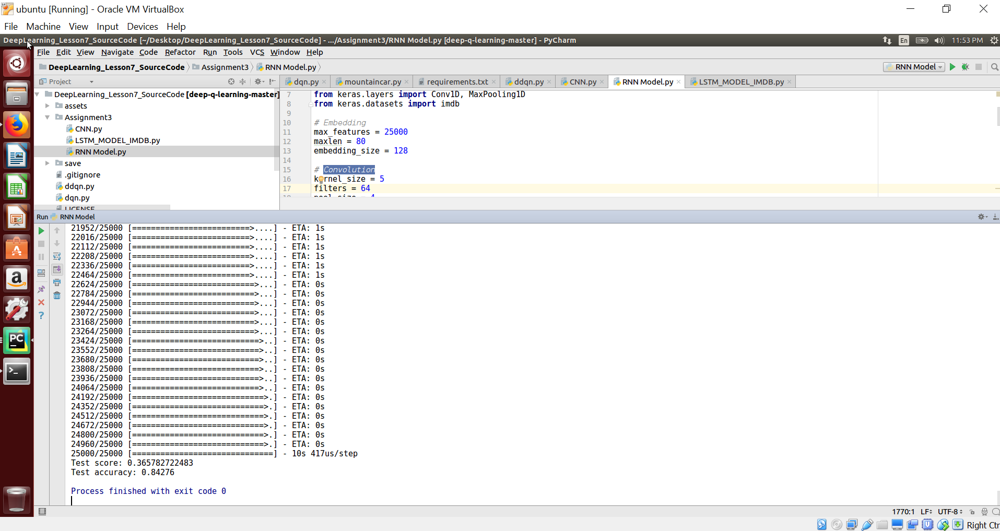 ubuntu [Running] - Oracle VM VirtualBox
File Machine View Input Devices Help
DeepLearning_Lesson7_SourceCode [~/Desktop/DeepLearning_Lesson7_SourceCode] - .../Assignment3/RNN Model.py [deep-q-learning-master] - PyCharm
En 11:53 PM
File Edit View Navigate Code Refactor Run Tools VCS Window Help
DeepLearning_Lesson7_SourceCode Assignment3 RNN Model.py
RNN Model
Project
dqn.py mountaincar.py requirements.txt ddqn.py CNN.py RNN Model.py LSTM_MODEL_IMDB.py
DeepLearning_Lesson7_SourceCode [deep-q-learning-master]
assets
Assignment3
CNN.py
LSTM_MODEL_IMDB.py
RNN Model.py
save
.gitignore
ddqn.py
dqn.py
LICENSE
7 from keras.layers import Conv1D, MaxPooling1D
8 from keras.datasets import imdb
9
10 # Embedding
11 max_features = 25000
12 maxlen = 80
13 embedding_size = 128
14
15 # Convolution
16 kernel_size = 5
17 filters = 64
18 pool_size = 4
Run RNN Model
21952/25000 [=========================>....] - ETA: 1s
22016/25000 [=========================>....] - ETA: 1s
22112/25000 [=========================>....] - ETA: 1s
22208/25000 [=========================>....] - ETA: 1s
22336/25000 [=========================>....] - ETA: 1s
22464/25000 [=========================>....] - ETA: 1s
22624/25000 [==========================>...] - ETA: 0s
22784/25000 [==========================>...] - ETA: 0s
22944/25000 [==========================>...] - ETA: 0s
23072/25000 [==========================>...] - ETA: 0s
23168/25000 [==========================>...] - ETA: 0s
23264/25000 [==========================>...] - ETA: 0s
23424/25000 [===========================>..] - ETA: 0s
23552/25000 [===========================>..] - ETA: 0s
23680/25000 [===========================>..] - ETA: 0s
23808/25000 [===========================>..] - ETA: 0s
23936/25000 [===========================>..] - ETA: 0s
24064/25000 [===========================>..] - ETA: 0s
24192/25000 [============================>.] - ETA: 0s
24352/25000 [============================>.] - ETA: 0s
24512/25000 [============================>.] - ETA: 0s
24672/25000 [============================>.] - ETA: 0s
24800/25000 [============================>.] - ETA: 0s
24960/25000 [============================>.] - ETA: 0s
25000/25000 [==============================] - 10s 417us/step
Test score: 0.365782722483
Test accuracy: 0.84276
Process finished with exit code 0
1770:1 LF UTF-8
Right Ctr